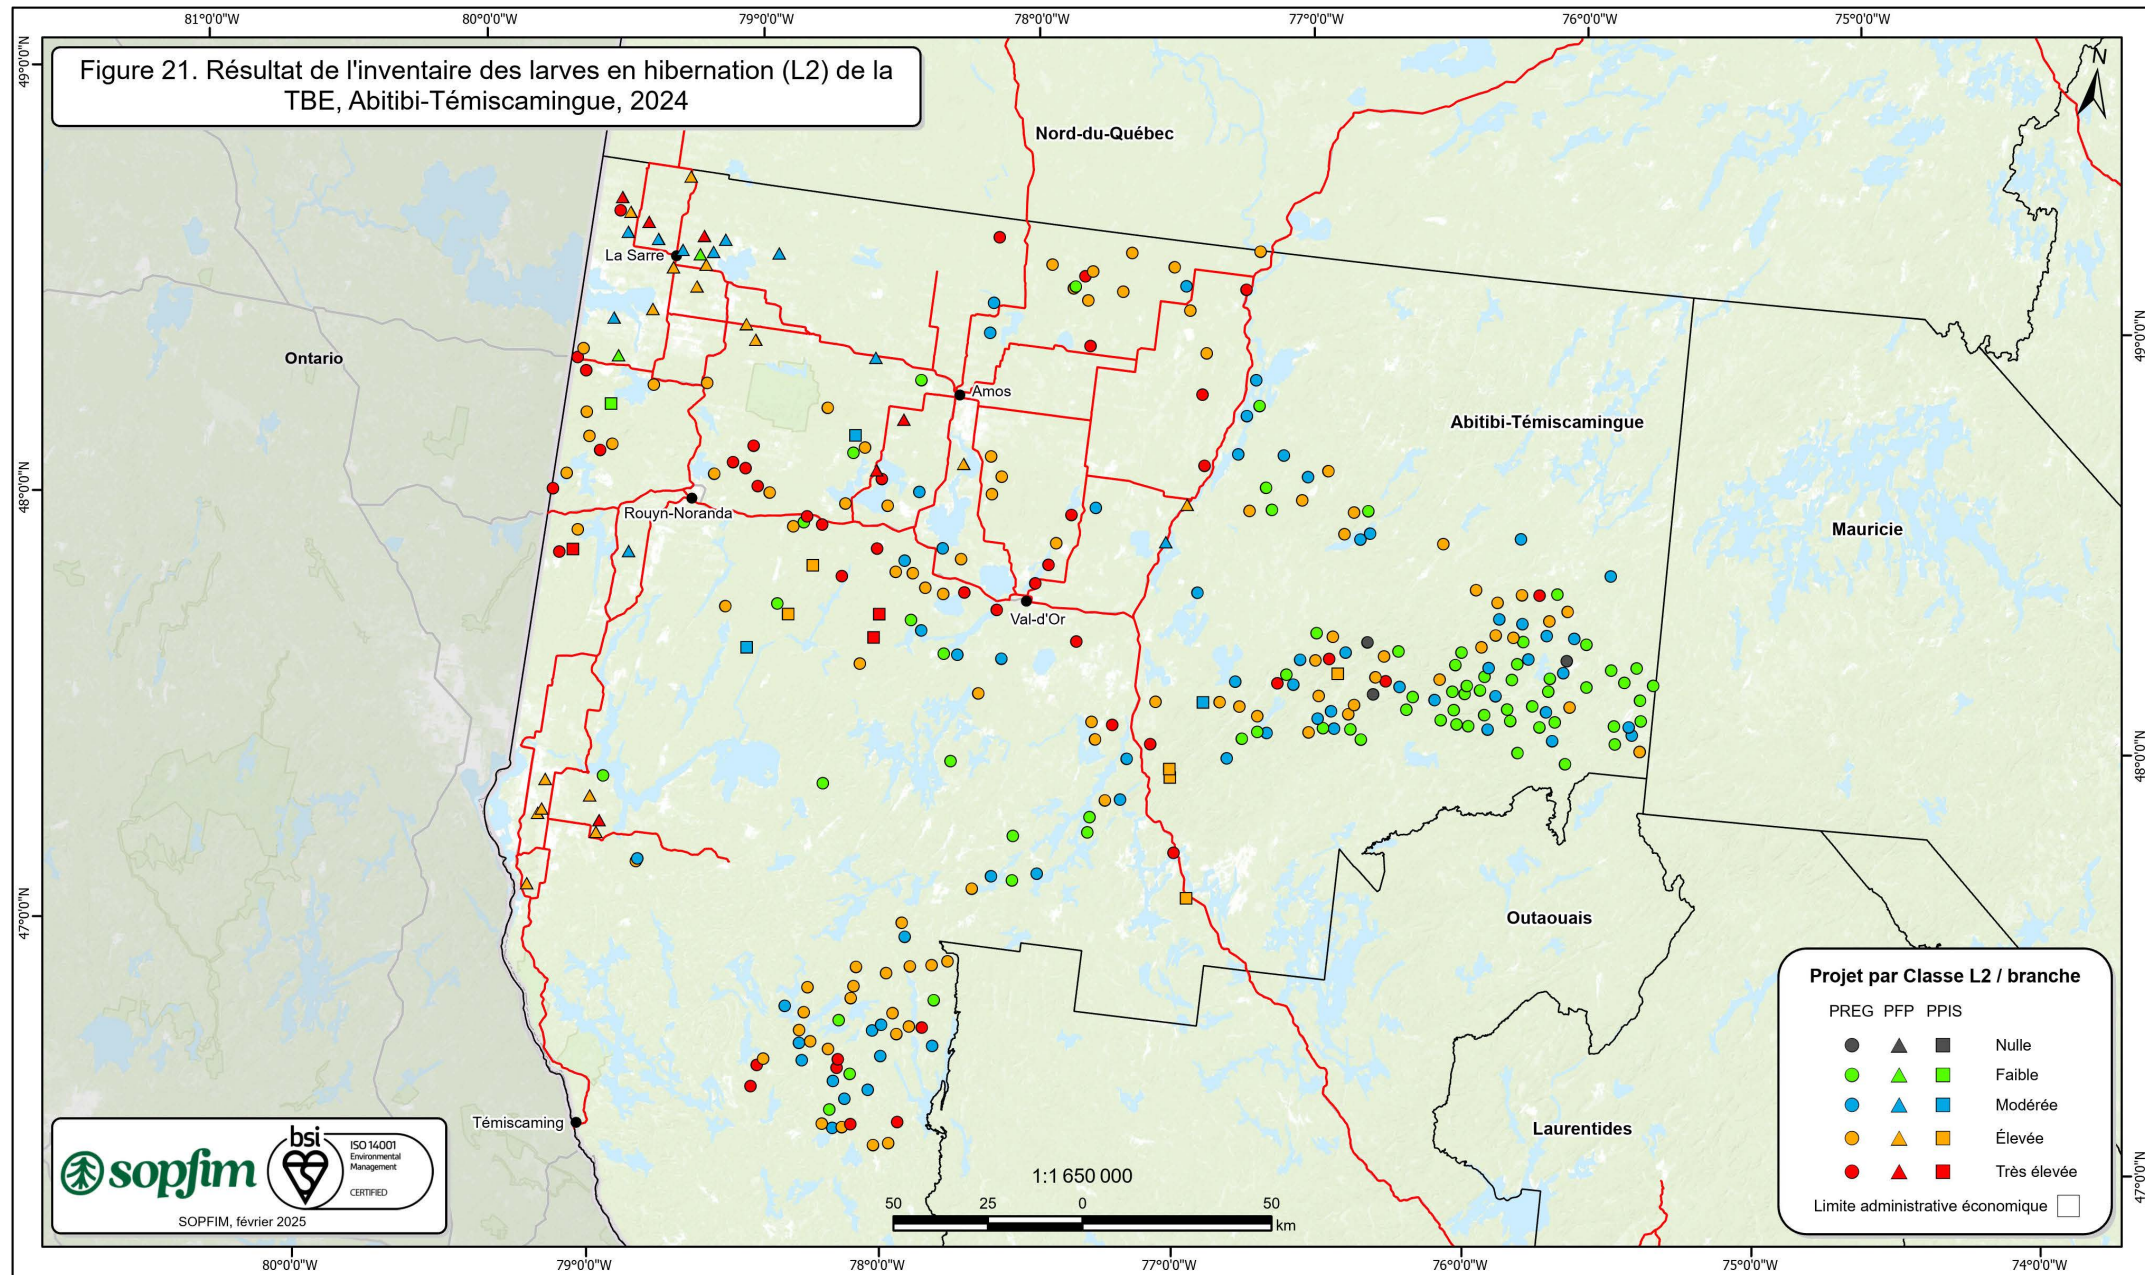 81°0'0"W 80°0'0"W 79°0'0"W 78°0'0"W 77°0'0"W 76°0'0"W 75°0'0"W
49°0'0"N
Figure 21. Résultat de l'inventaire des larves en hibernation (L2) de la
TBE, Abitibi-Témiscamingue, 2024
N
Nord-du-Québec
La Sarre
49°0'0"N
Ontario
Amos
Abitibi-Témiscamingue
48°0'0"N
Rouyn-Noranda
Mauricie
Val-d'Or
48°0'0"N
47°0'0"N
Outaouais
Témiscaming
Laurentides
47°0'0"N
Projet par Classe L2 / branche
PREG PFP PPIS
Nulle
Faible
Modérée
Élevée
Très élevée
Limite administrative économique
sopfim
bsi
ISO 14001
Environmental
Management
CERTIFIED
SOPFIM, février 2025
1:1 650 000
50 25 0 50
km
80°0'0"W 79°0'0"W 78°0'0"W 77°0'0"W 76°0'0"W 75°0'0"W 74°0'0"W